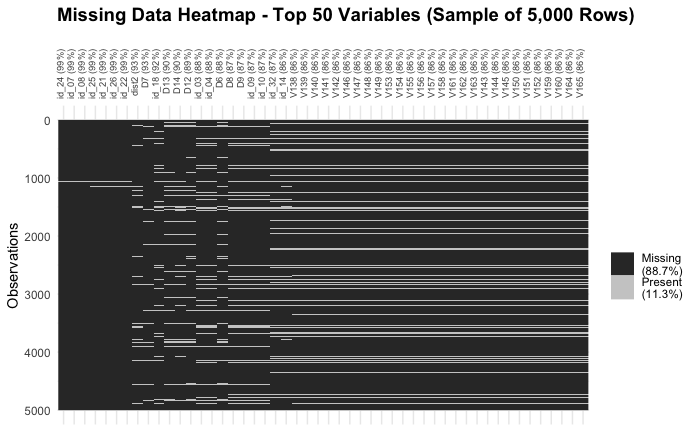 Missing Data Heatmap - Top 50 Variables (Sample of 5,000 Rows)
id_24 (99%)
id_07 (99%)
id_08 (99%)
id_25 (99%)
id_21 (99%)
id_26 (99%)
id_22 (99%)
dist2 (93%)
D7 (93%)
id_18 (92%)
D13 (90%)
D14 (90%)
D12 (89%)
id_03 (88%)
id_04 (88%)
D6 (88%)
D8 (87%)
D9 (87%)
id_09 (87%)
id_10 (87%)
id_32 (87%)
id_14 (86%)
V138 (86%)
V139 (86%)
V140 (86%)
V141 (86%)
V142 (86%)
V146 (86%)
V147 (86%)
V148 (86%)
V149 (86%)
V153 (86%)
V154 (86%)
V155 (86%)
V156 (86%)
V157 (86%)
V158 (86%)
V161 (86%)
V162 (86%)
V163 (86%)
V143 (86%)
V144 (86%)
V145 (86%)
V150 (86%)
V151 (86%)
V152 (86%)
V159 (86%)
V160 (86%)
V164 (86%)
V165 (86%)
Observations
0
1000
2000
3000
4000
5000
Missing
(88.7%)
Present
(11.3%)